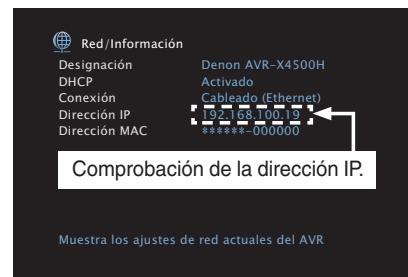 Red/Información
Designación Denon AVR-X4500H
DHCP Activado
Conexión Cableado (Ethernet)
Dirección IP 192.168.100.19
Dirección MAC ******-000000
Comprobación de la dirección IP.
Muestra los ajustes de red actuales del AVR